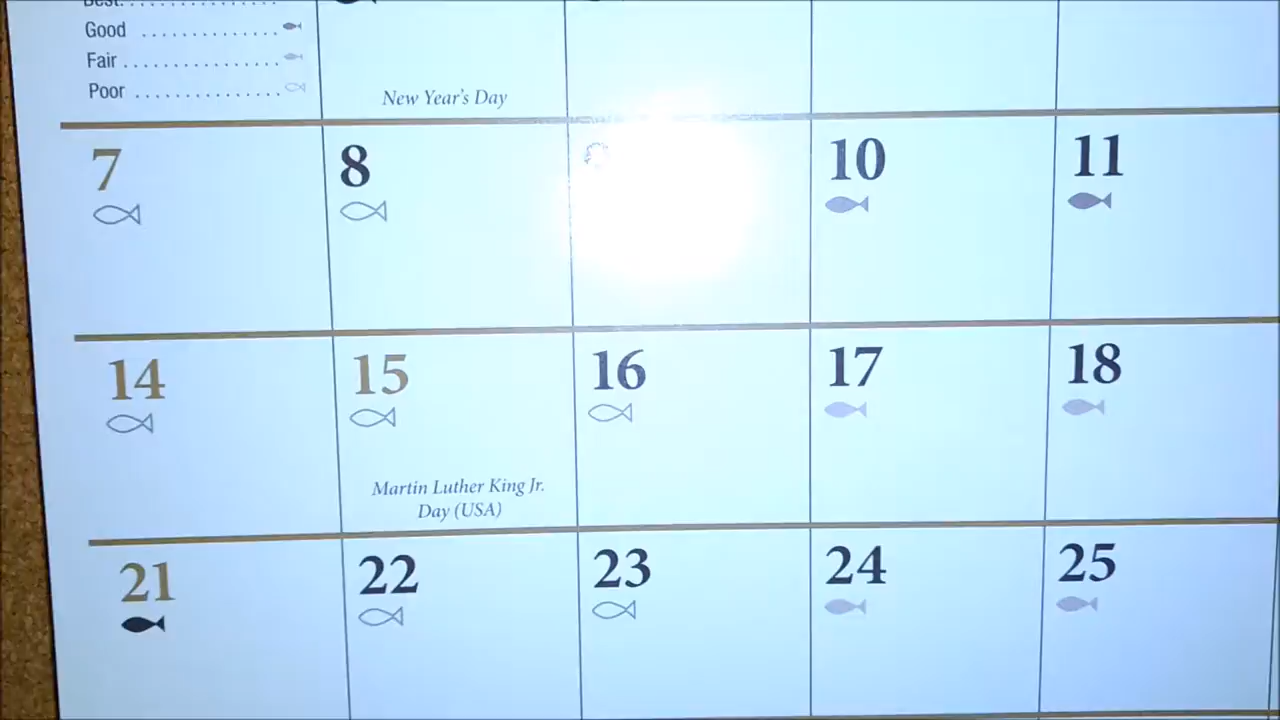 Best:
Good ..............
Fair ................
Poor ...............
New Year's Day
7
8
10
11
14
15
16
17
18
Martin Luther King Jr.
Day (USA)
21
22
23
24
25